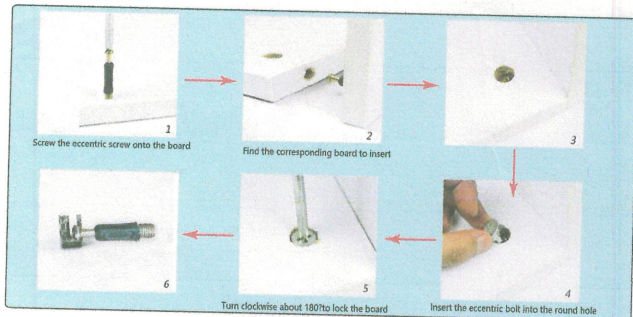 1
Screw the eccentric screw onto the board
2
Find the corresponding board to insert
3
4
Insert the eccentric bolt into the round hole
5
Turn clockwise about 180?to lock the board
6